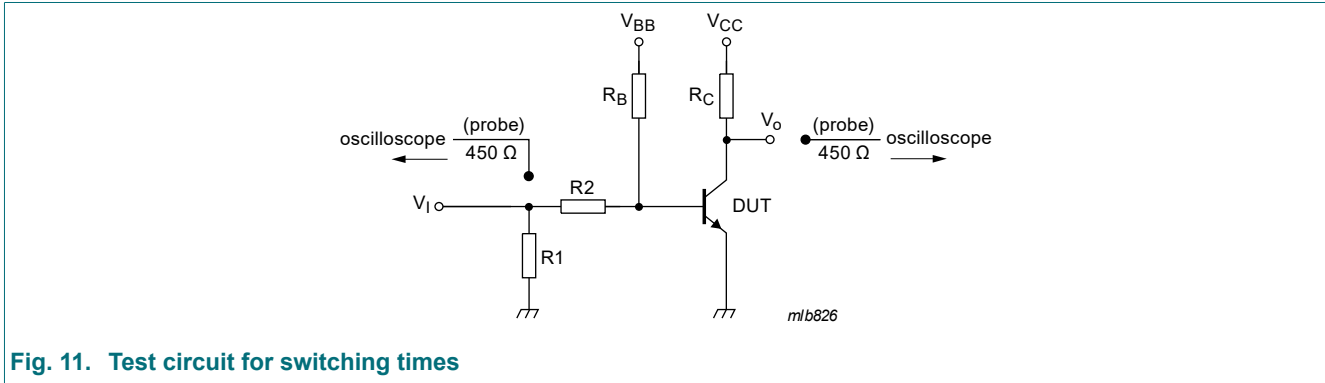 VBB
VCC
RB
RC
Vo
oscilloscope
(probe)
450 Ω
(probe)
450 Ω
oscilloscope
VI
R2
DUT
R1
mlb826
Fig. 11. Test circuit for switching times